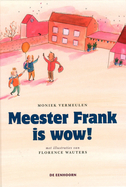 MONIEK VERMEULEN
Meester Frank
is wow!
met illustraties van
FLORENCE WAUTERS
DE EENHOORN